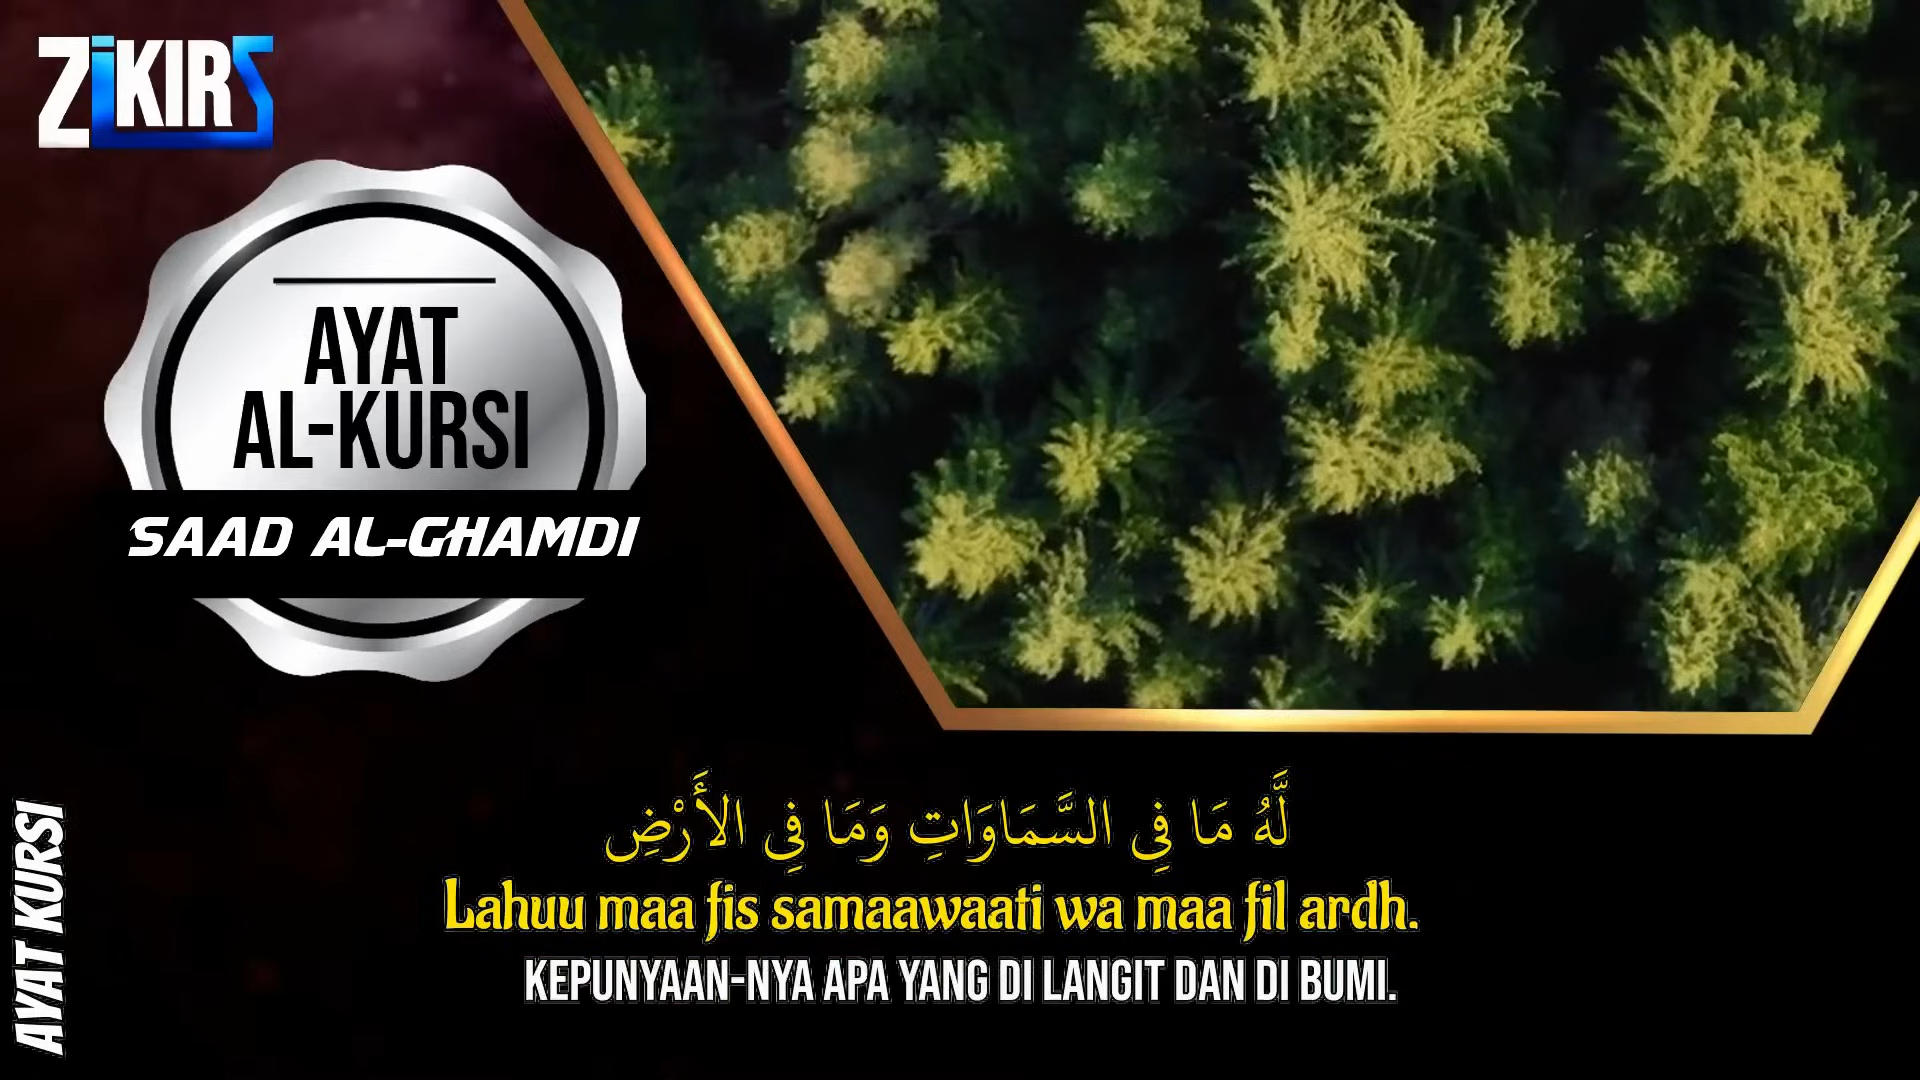 ZiKIRS
AYAT
AL-KURSI
SAAD AL-GHAMDI
لَّهُ مَا فِي السَّمَاوَاتِ وَمَا فِي الأَرْضِ
Lahuu maa fis samaawaati wa maa fil ardh.
KEPUNYAAN-NYA APA YANG DI LANGIT DAN DI BUMI.
AYAT KURSI